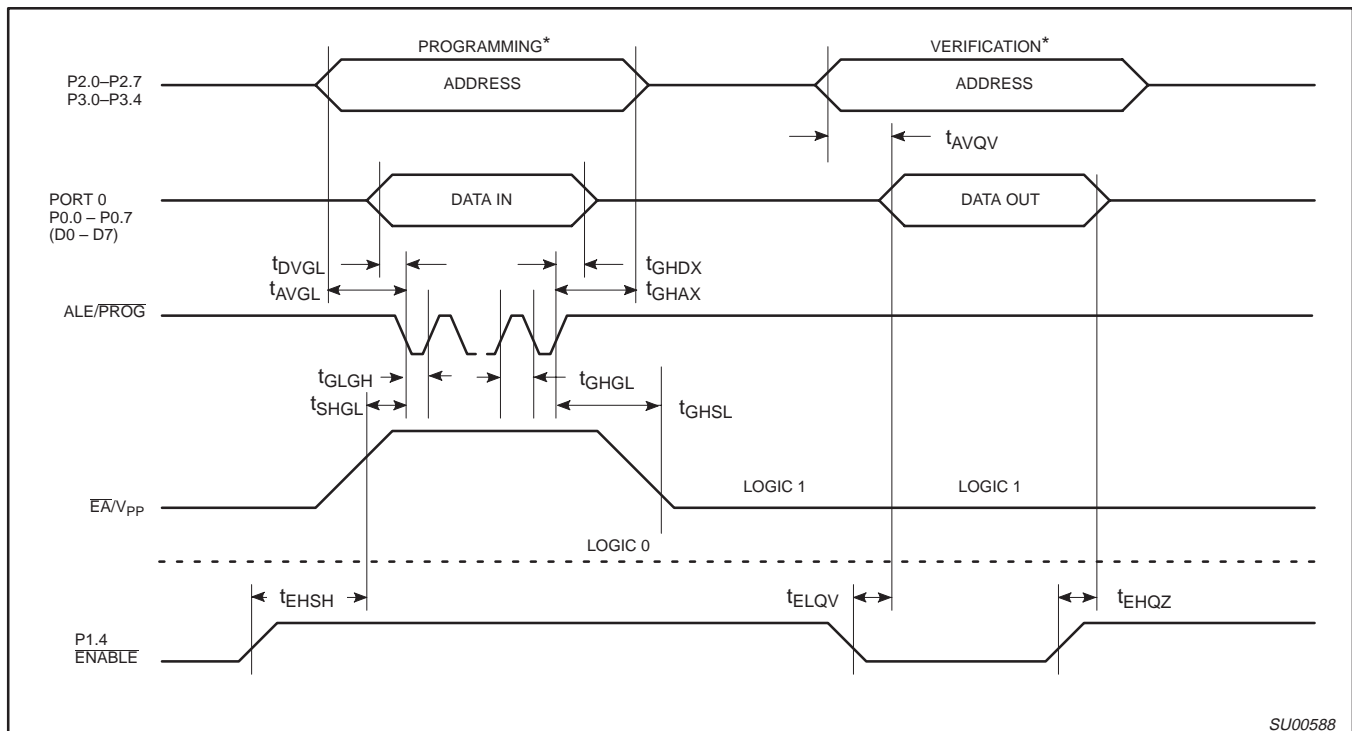 PROGRAMMING*
VERIFICATION*
P2.0–P2.7
P3.0–P3.4
ADDRESS
ADDRESS
tAVQV
PORT 0
P0.0 – P0.7
(D0 – D7)
DATA IN
DATA OUT
tDVGL
tGHDX
tAVGL
tGHAX
ALE/PROG
tGLGH
tGHGL
tSHGL
tGHSL
LOGIC 1
LOGIC 1
EA/VPP
LOGIC 0
tEHSH
tELQV
tEHQZ
P1.4
ENABLE
SU00588